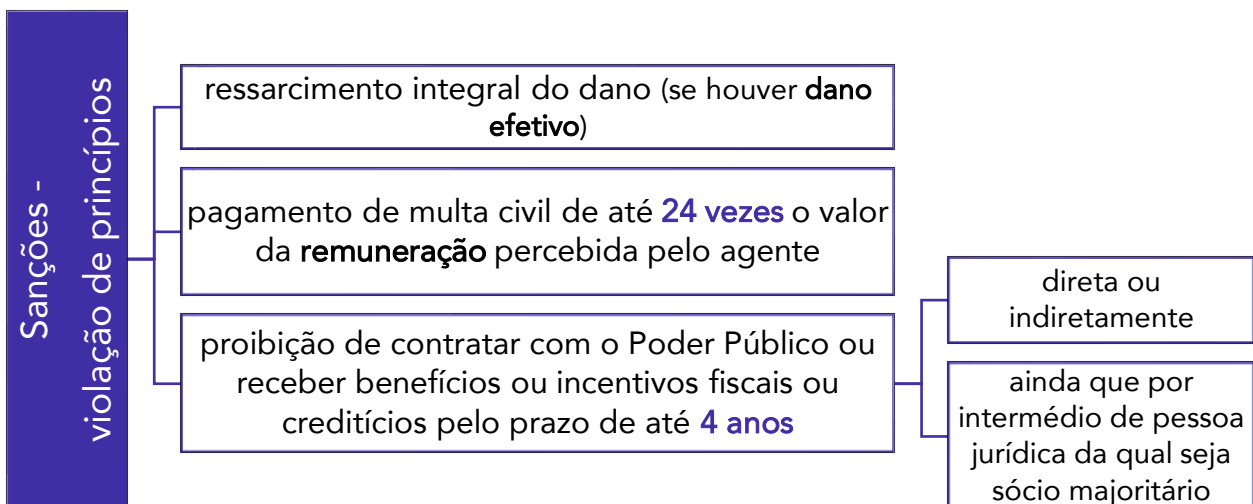 Sanções -
violação de princípios
ressarcimento integral do dano (se houver dano
efetivo)
pagamento de multa civil de até 24 vezes o valor
da remuneração percebida pelo agente
proibição de contratar com o Poder Público ou
receber benefícios ou incentivos fiscais ou
creditícios pelo prazo de até 4 anos
direta ou
indiretamente
ainda que por
intermédio de pessoa
jurídica da qual seja
sócio majoritário